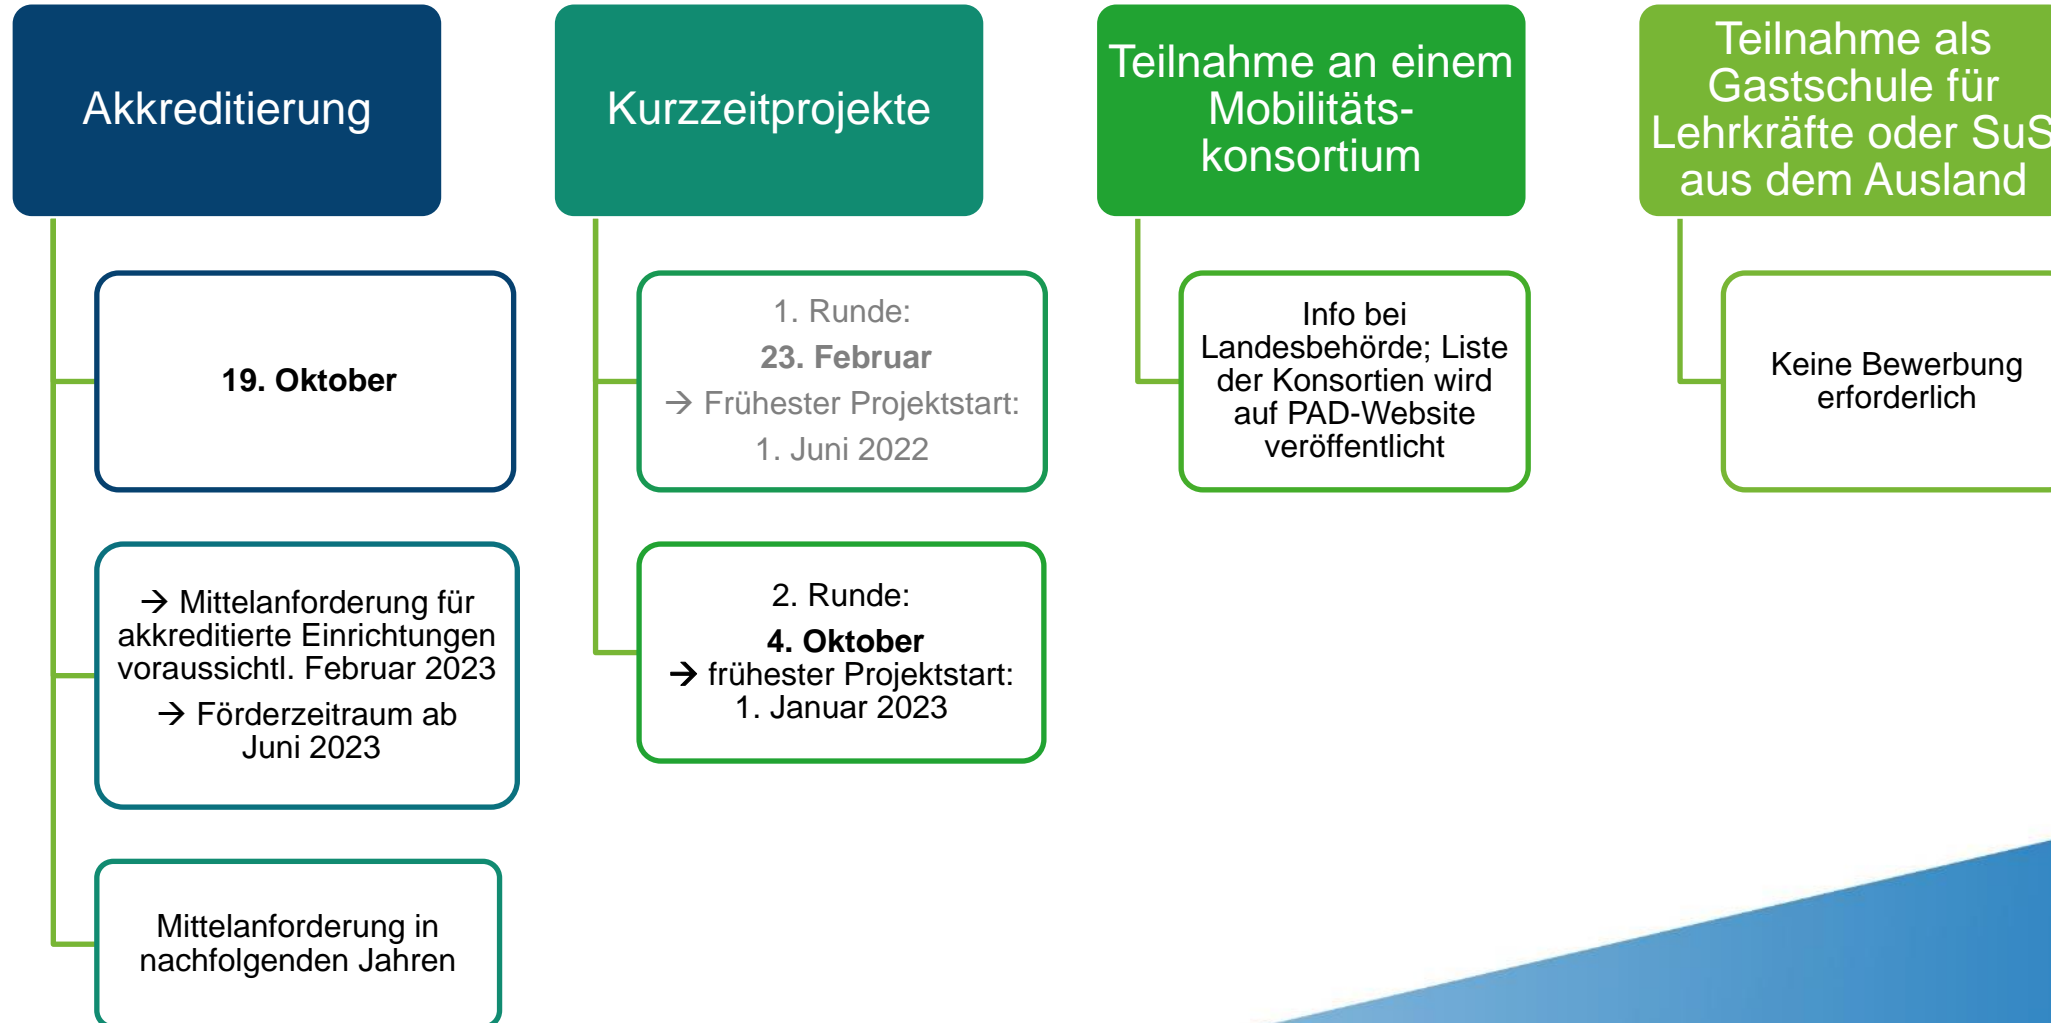 Akkreditierung
19. Oktober
→ Mittelanforderung für
akkreditierte Einrichtungen
voraussichtl. Februar 2023
→ Förderzeitraum ab
Juni 2023
Mittelanforderung in
nachfolgenden Jahren
Kurzzeitprojekte
1. Runde:
23. Februar
→ Frühester Projektstart:
1. Juni 2022
2. Runde:
4. Oktober
→ frühester Projektstart:
1. Januar 2023
Teilnahme an einem
Mobilitäts-
konsortium
Info bei
Landesbehörde; Liste
der Konsortien wird
auf PAD-Website
veröffentlicht
Teilnahme als
Gastschule für
Lehrkräfte oder SuS
aus dem Ausland
Keine Bewerbung
erforderlich